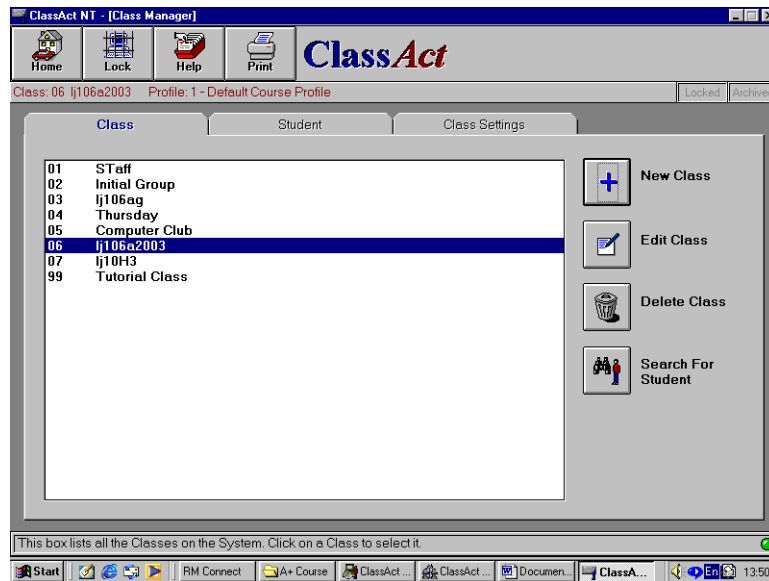 ClassAct NT - [Class Manager]
Home Lock Help Print ClassAct
Class: 06 lj106a2003 Profile: 1 - Default Course Profile Locked Archive
Class Student Class Settings
01 STaff
02 Initial Group
03 lj106ag
04 Thursday
05 Computer Club
06 lj106a2003
07 lj10H3
99 Tutorial Class
New Class
Edit Class
Delete Class
Search For
Student
This box lists all the Classes on the System. Click on a Class to select it.
Start RM Connect A+ Course ClassAct ... ClassAct ... Documen... ClassA... En 13:50